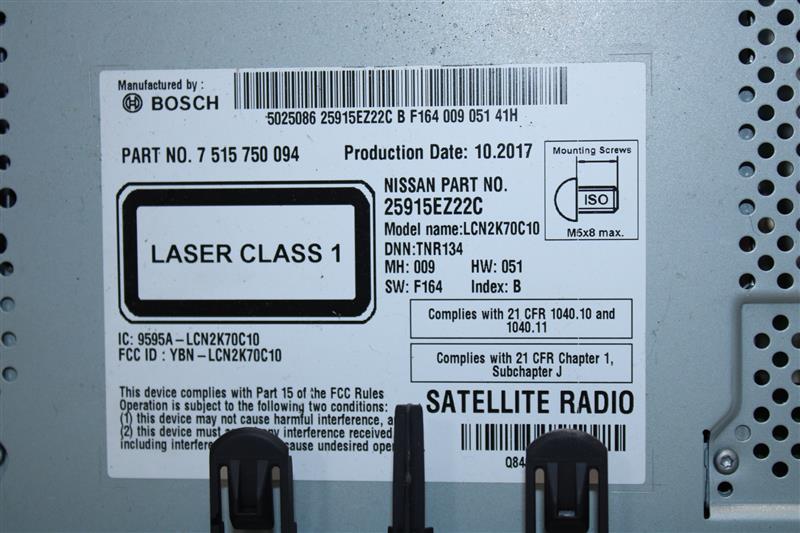 Manufactured by :
BOSCH
5025086 25915EZ22C B F164 009 051 41H
PART NO. 7 515 750 094
Production Date: 10.2017
Mounting Screws
ISO
M5x8 max.
LASER CLASS 1
NISSAN PART NO.
25915EZ22C
Model name:LCN2K70C10
DNN:TNR134
MH: 009 HW: 051
SW: F164 Index: B
Complies with 21 CFR 1040.10 and
1040.11
IC: 9595A-LCN2K70C10
FCC ID : YBN-LCN2K70C10
Complies with 21 CFR Chapter 1,
Subchapter J
This device complies with Part 15 of the FCC Rules
Operation is subject to the following two conditions:
(1) this device may not cause harmful interference,
(2) this device must any interference received
including cause undesired
SATELLITE RADIO